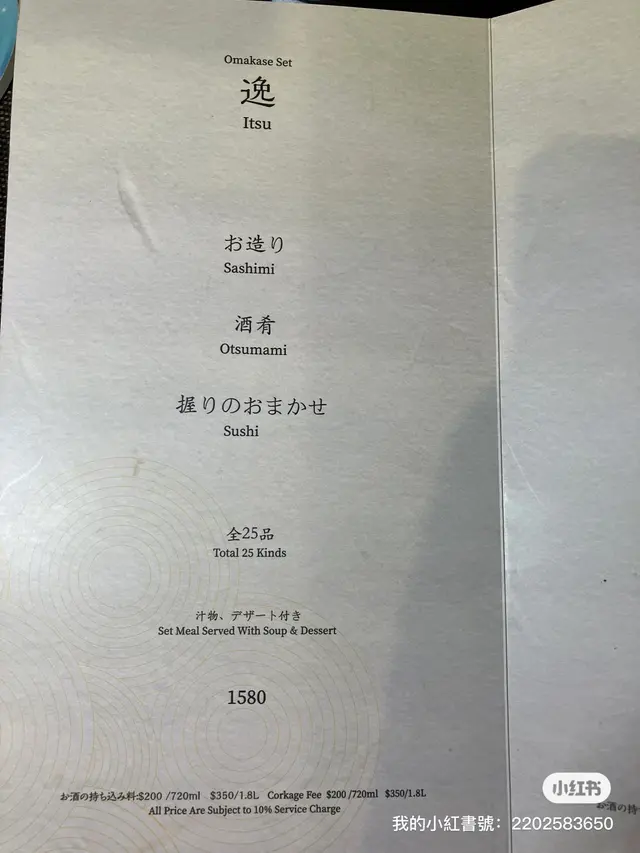 Omakase Set
逸
Itsu
お造り
Sashimi
酒肴
Otsumami
握りのおまかせ
Sushi
全25品
Total 25 Kinds
汁物、デザート付き
Set Meal Served With Soup & Dessert
1580
お酒の持ち込み料:$200 /720ml $350/1.8L Corkage Fee $200 /720ml $350/1.8L
All Price Are Subject to 10% Service Charge
お酒の持
小红书
我的小紅書號：2202583650